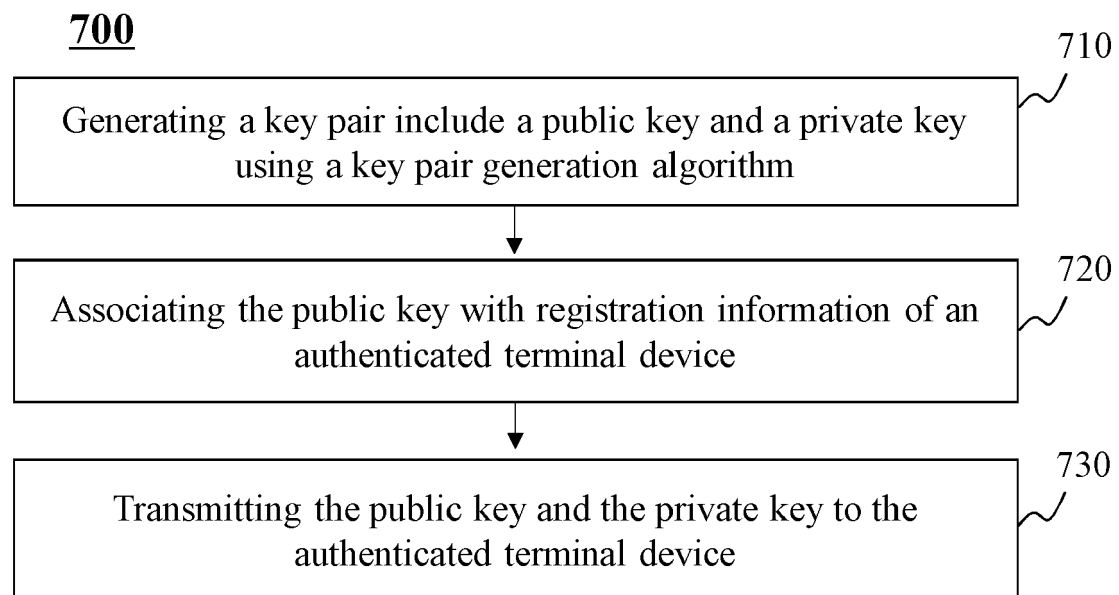 700
710
Generating a key pair include a public key and a private key
using a key pair generation algorithm
720
Associating the public key with registration information of an
authenticated terminal device
730
Transmitting the public key and the private key to the
authenticated terminal device